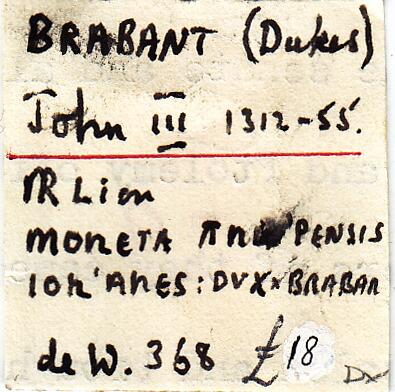 BRABANT (Dukes)
John III 1312-55.
AR Lion
MONETA PENSIS
IOh'ANES: DVX x BRABAN
de W. 368 £18